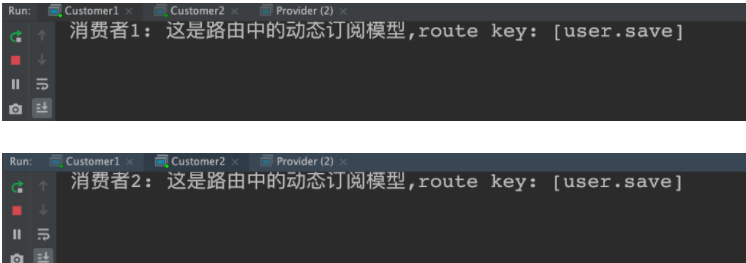 Run: Customer1 × Customer2 × Provider (2) ×
消费者1: 这是路由中的动态订阅模型,route key: [user.save]
Run: Customer1 × Customer2 × Provider (2) ×
消费者2: 这是路由中的动态订阅模型,route key: [user.save]